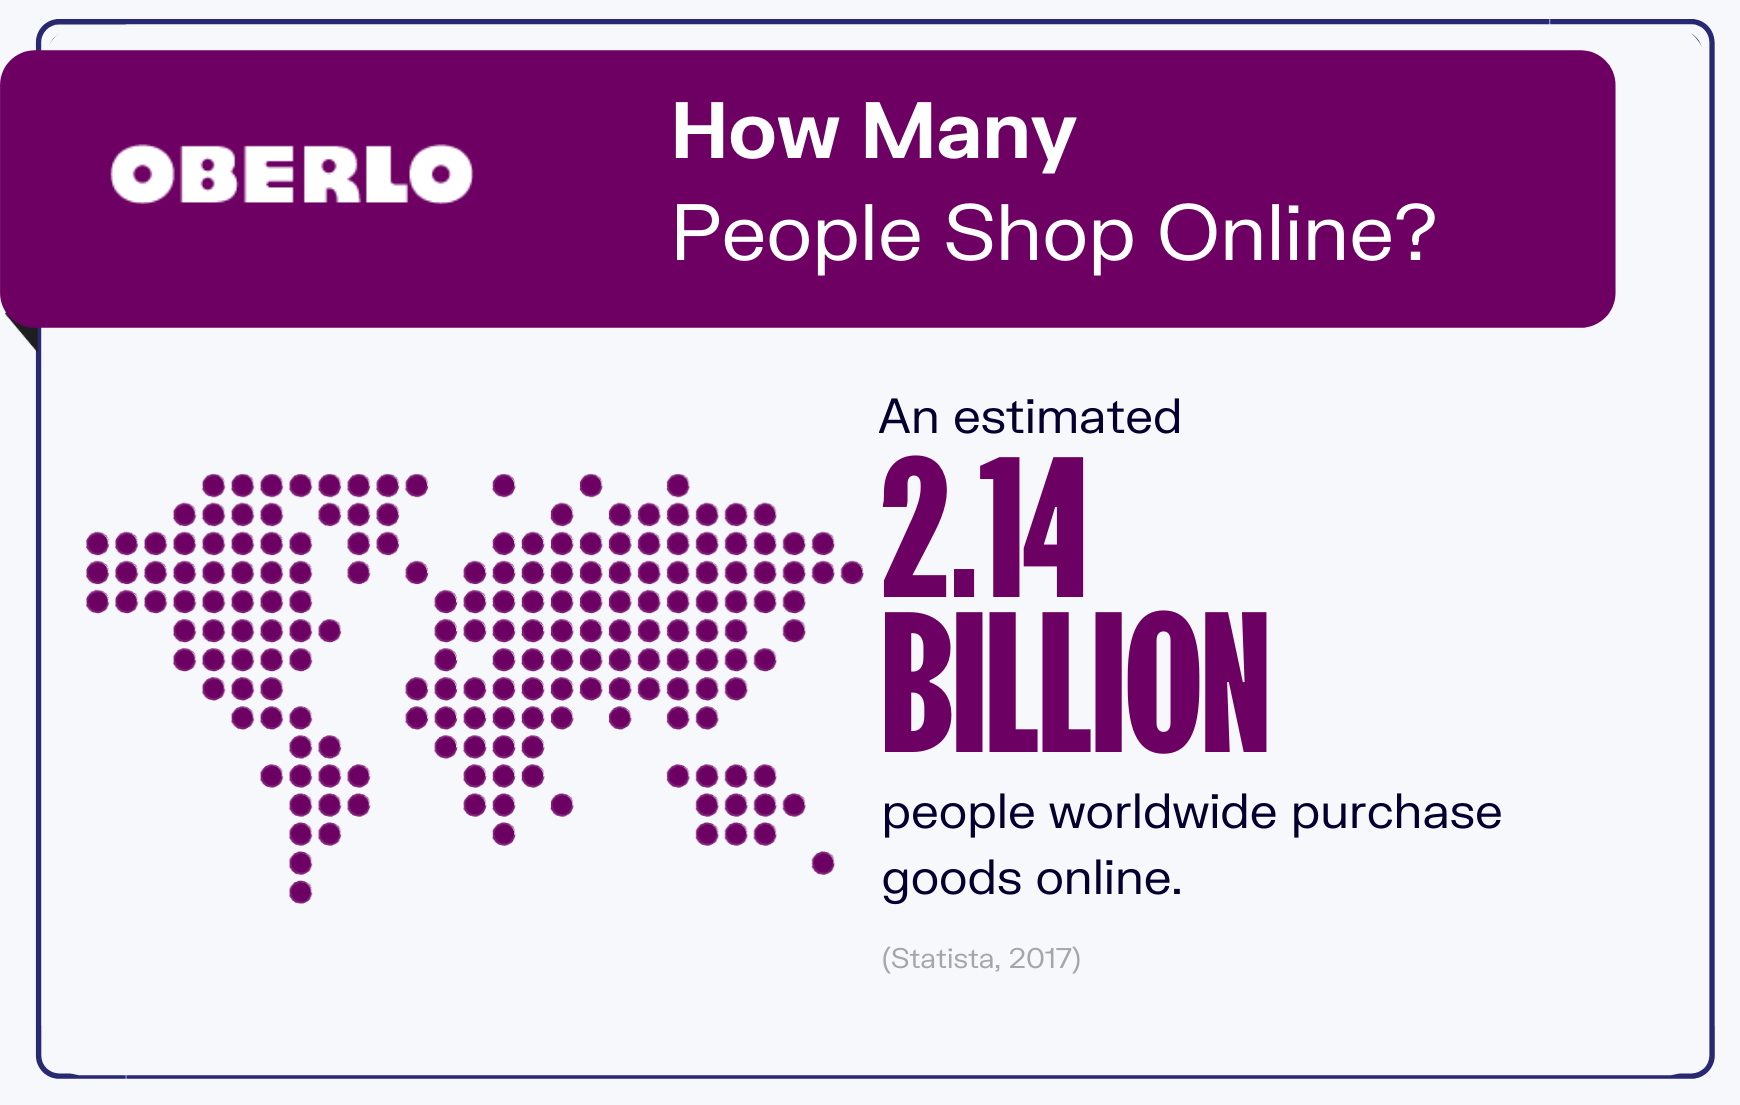 OBERLO
How Many
People Shop Online?
An estimated
2.14
BILLION
people worldwide purchase
goods online.
(Statista, 2017)